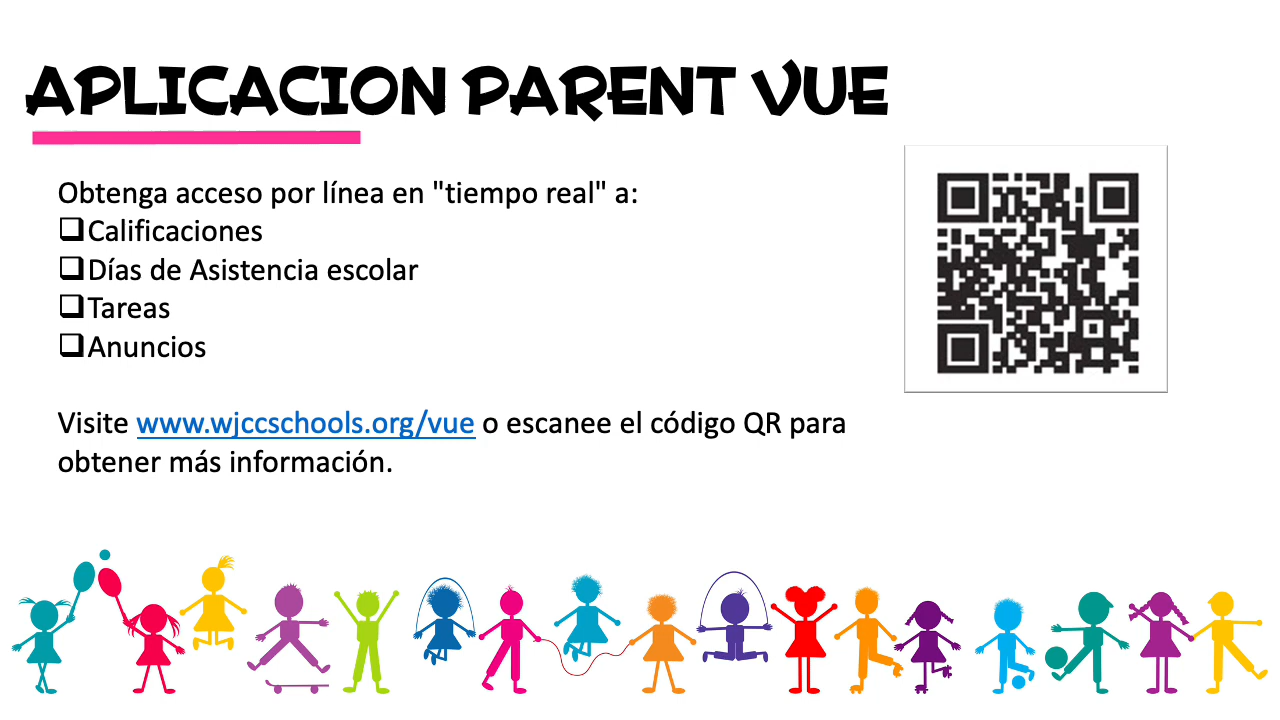 APLICACION PARENT VUE
Obtenga acceso por línea en "tiempo real" a:
❑Calificaciones
❑Días de Asistencia escolar
❑Tareas
❑Anuncios
Visite www.wjccschools.org/vue o escanee el código QR para
obtener más información.